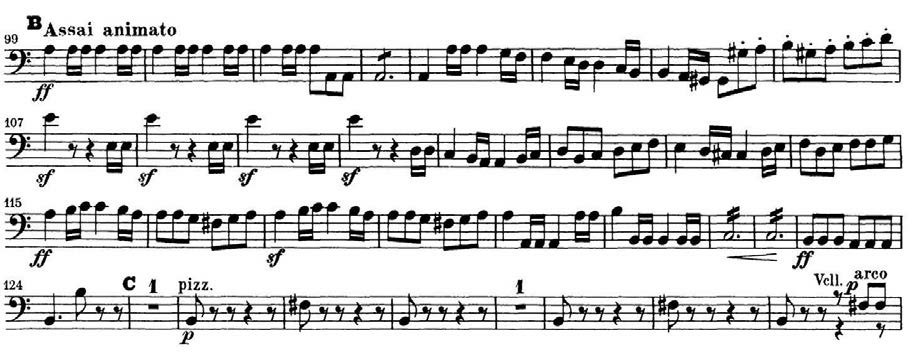 B Assai animato
99
ff
107
sf sf sf sf
115
ff sf ff
124 C 1 pizz. 1 Vcll. p arco
p